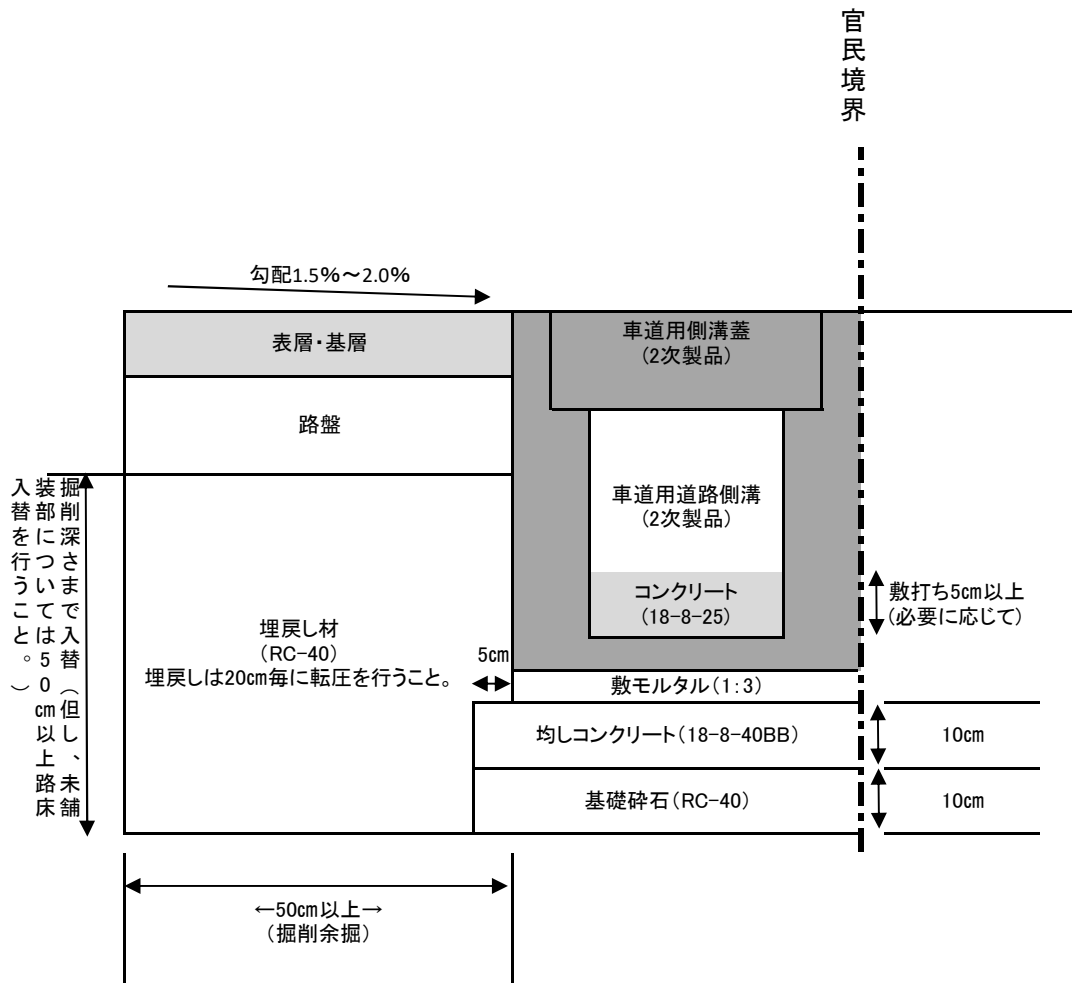 官民境界
勾配1.5%～2.0%
表層・基層
車道用側溝蓋
(2次製品)
路盤
車道用道路側溝
(2次製品)
掘削深さまで入替（但し、未舗
装部については50㎝以上路床
入替を行うこと。）
コンクリート
(18-8-25)
敷打ち5㎝以上
(必要に応じて)
埋戻し材
(RC-40)
埋戻しは20㎝毎に転圧を行うこと。
5㎝
敷モルタル(1:3)
均しコンクリート(18-8-40BB)
10㎝
基礎砕石(RC-40)
10㎝
←50㎝以上→
(掘削余掘)